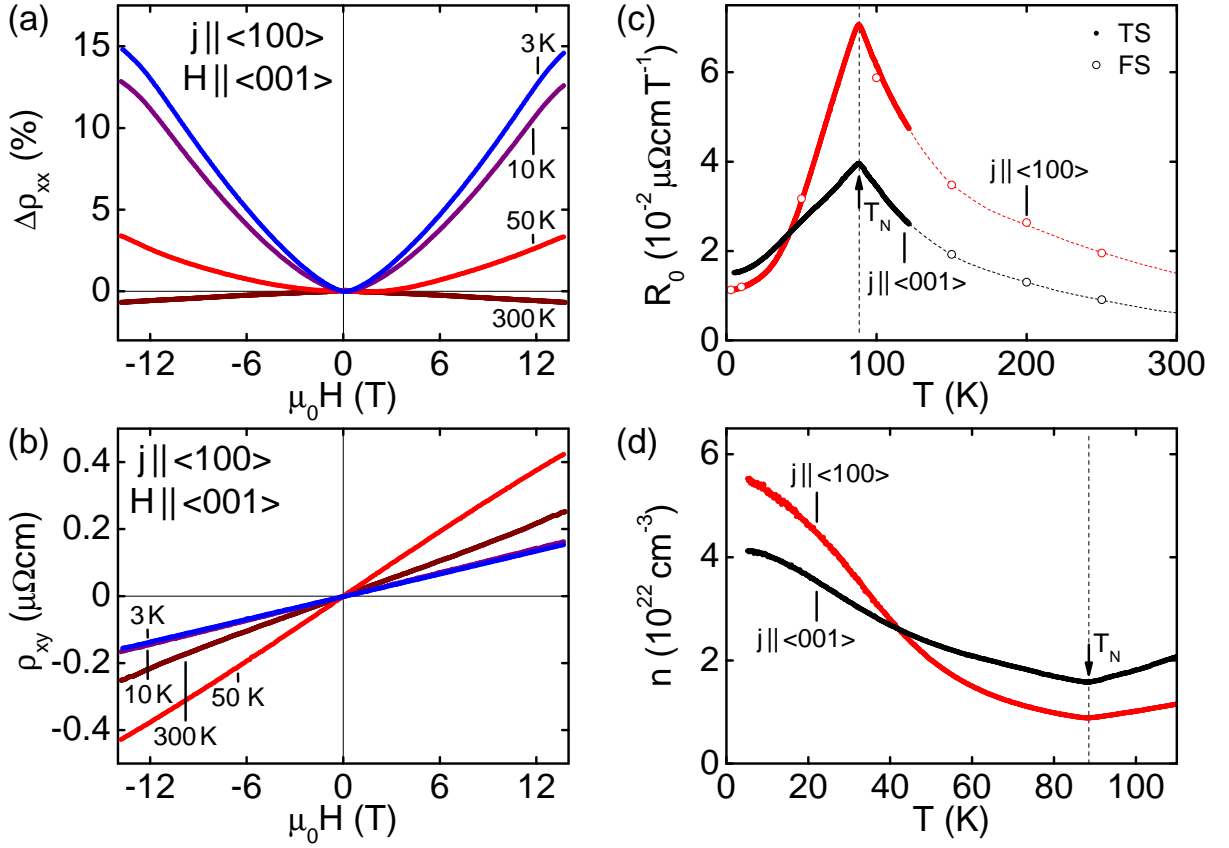 (a)
j||<100>
H||<001>
3 K
10 K
50 K
300 K
15
10
5
0
Δρxx (%)
-12
-6
0
6
12
μ0H (T)
(b)
j||<100>
H||<001>
0.4
0.2
0
-0.2
-0.4
ρxy (μΩcm)
3 K
10 K
300 K
50 K
-12
-6
0
6
12
μ0H (T)
(c)
TS
FS
j||<100>
TN
j||<001>
6
4
2
0
R0 (10-2 μΩcmT-1)
0
100
200
300
T (K)
(d)
j||<100>
j||<001>
TN
6
4
2
0
n (1022 cm-3)
0
20
40
60
80
100
T (K)